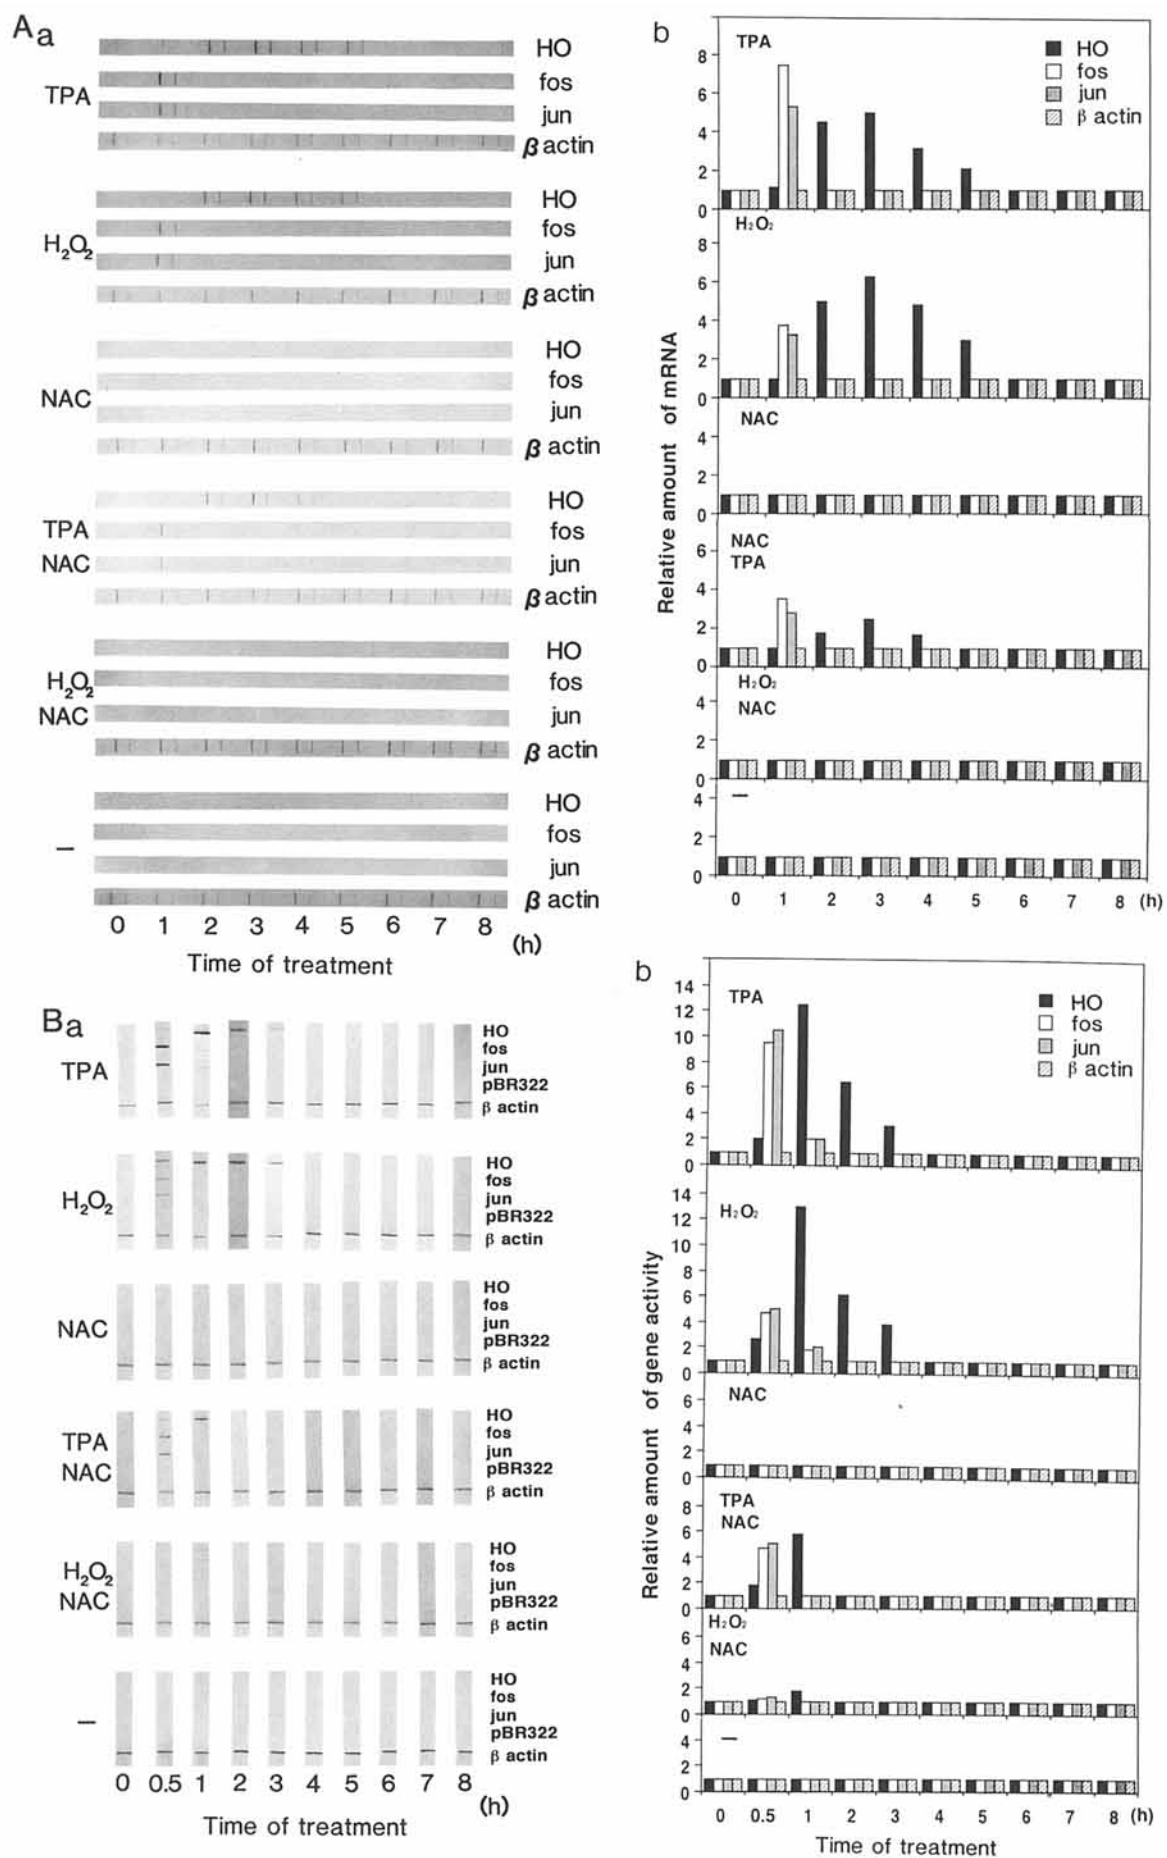 A a
TPA
HO
fos
jun
β actin
H₂O₂
HO
fos
jun
β actin
NAC
HO
fos
jun
β actin
TPA
NAC
HO
fos
jun
β actin
H₂O₂
NAC
HO
fos
jun
β actin
–
HO
fos
jun
β actin
0 1 2 3 4 5 6 7 8 (h)
Time of treatment
b
TPA
HO
fos
jun
β actin
8
6
4
2
0
H₂O₂
8
6
4
2
0
NAC
4
2
0
NAC
TPA
6
4
2
0
H₂O₂
NAC
4
2
0
–
4
2
0
Relative amount of mRNA
0 1 2 3 4 5 6 7 8 (h)
B a
TPA
HO
fos
jun
pBR322
β actin
H₂O₂
HO
fos
jun
pBR322
β actin
NAC
HO
fos
jun
pBR322
β actin
TPA
NAC
HO
fos
jun
pBR322
β actin
H₂O₂
NAC
HO
fos
jun
pBR322
β actin
–
HO
fos
jun
pBR322
β actin
0 0.5 1 2 3 4 5 6 7 8 (h)
Time of treatment
b
TPA
HO
fos
jun
β actin
14
12
10
8
6
4
2
0
H₂O₂
14
12
10
8
6
4
2
0
NAC
6
4
2
0
TPA
NAC
8
6
4
2
0
H₂O₂
NAC
6
4
2
0
–
4
2
0
Relative amount of gene activity
0 0.5 1 2 3 4 5 6 7 8 (h)
Time of treatment